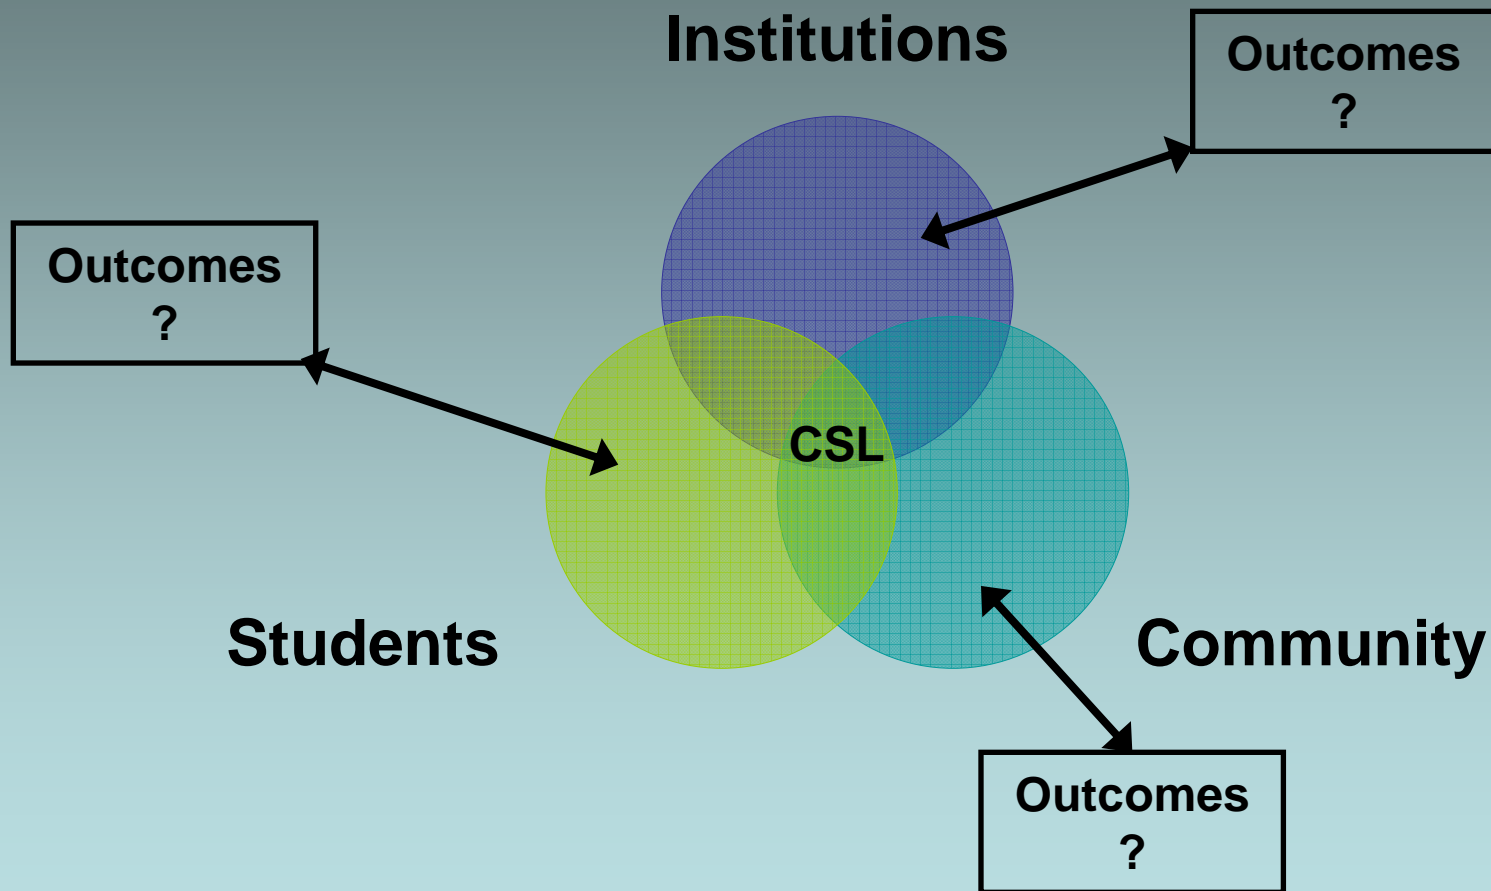 Institutions
Outcomes
?
Outcomes
?
CSL
Students
Community
Outcomes
?